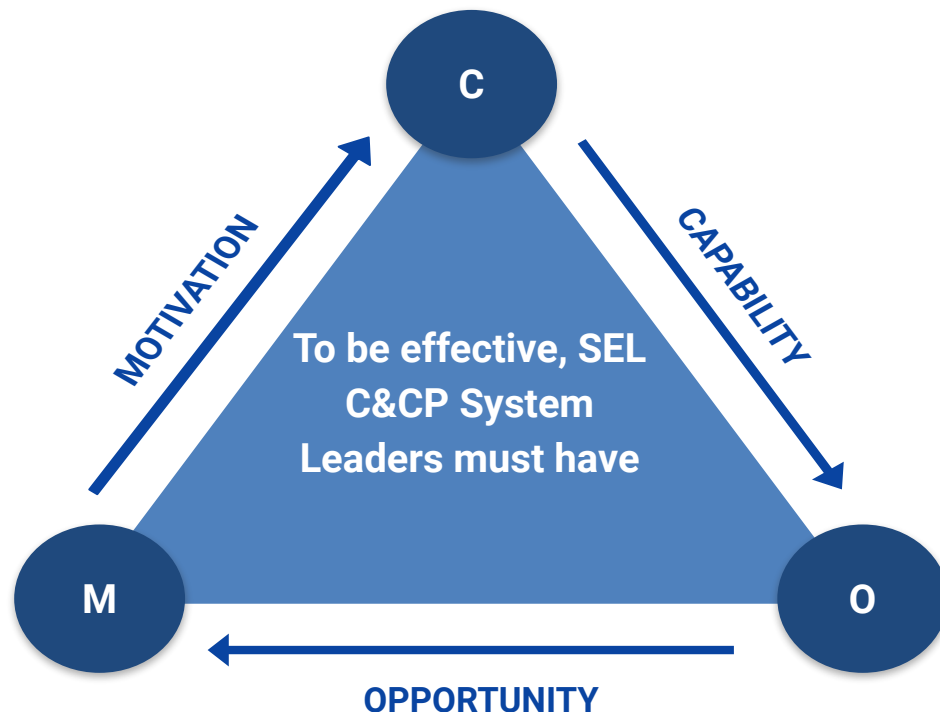 C
MOTIVATION
CAPABILITY
To be effective, SEL
C&CP System
Leaders must have
M
O
OPPORTUNITY